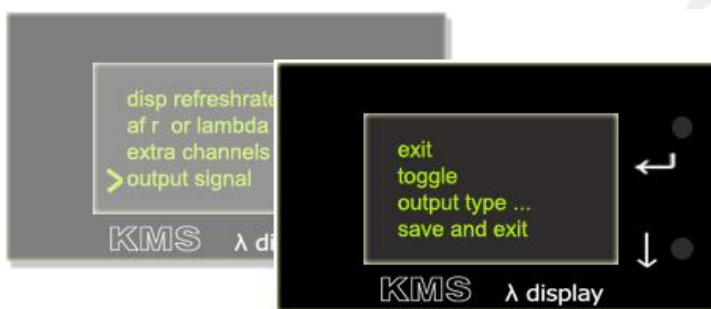 disp refreshrate
af r or lambda
extra channels
>output signal
KMS λ di
exit
toggle
output type ...
save and exit
KMS λ display